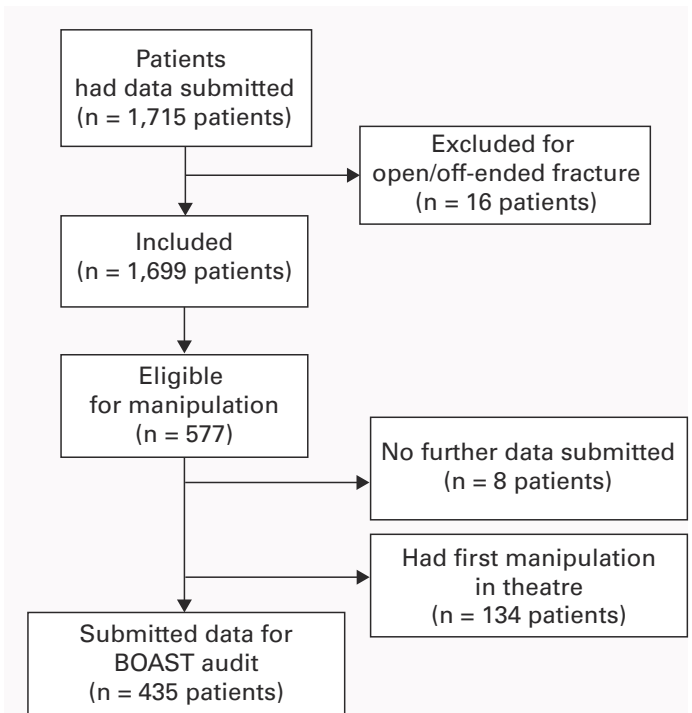 Patients
had data submitted
(n = 1,715 patients)
Excluded for
open/off-ended fracture
(n = 16 patients)
Included
(n = 1,699 patients)
Eligible
for manipulation
(n = 577)
No further data submitted
(n = 8 patients)
Had first manipulation
in theatre
(n = 134 patients)
Submitted data for
BOAST audit
(n = 435 patients)